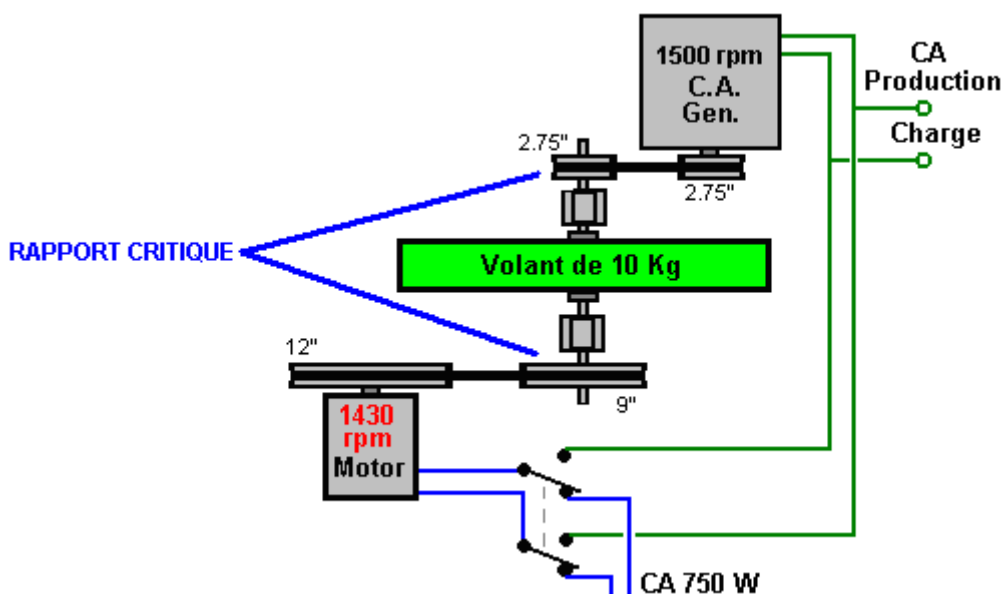 1500 rpm
C.A.
Gen.
CA
Production
Charge
2.75"
2.75"
RAPPORT CRITIQUE
Volant de 10 Kg
12"
9"
1430
rpm
Motor
CA 750 W